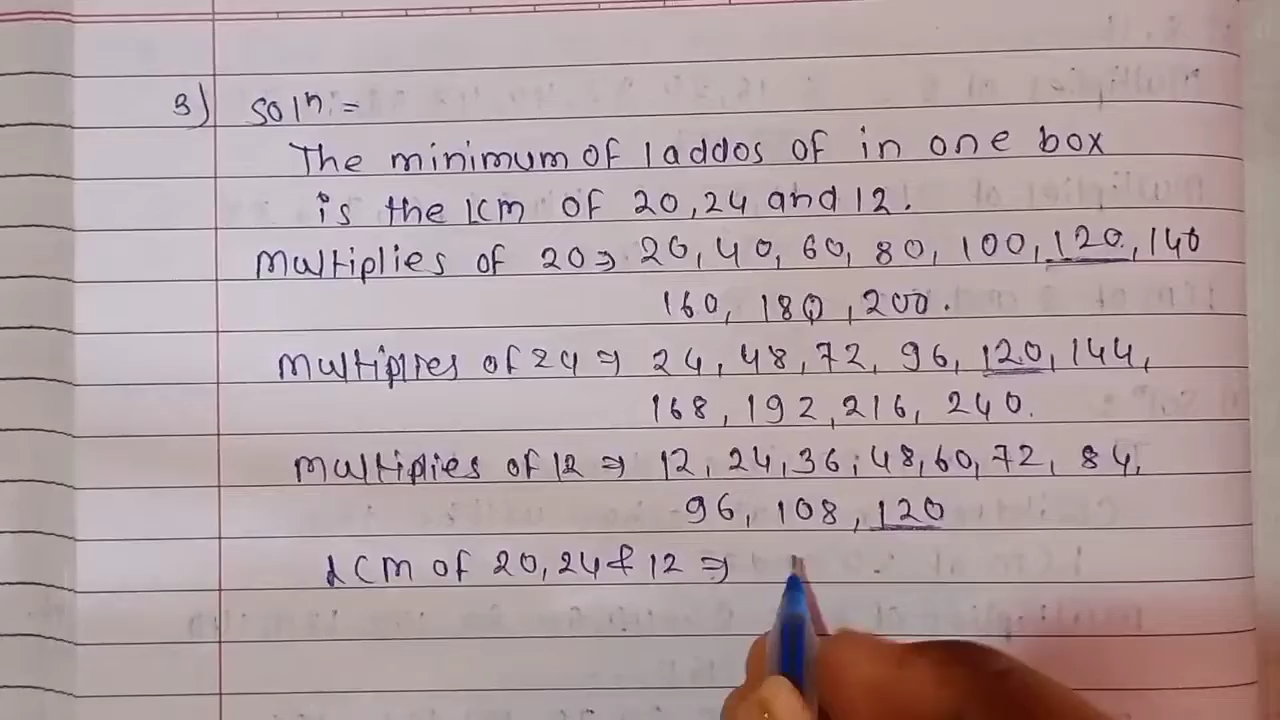 3) Soln:=
The minimum of laddos of in one box
is the LCM of 20,24 and 12.
Multiplies of 20 ⇒ 20, 40, 60, 80, 100, 120, 140
160, 180, 200.
Multiplies of 24 ⇒ 24, 48, 72, 96, 120, 144,
168, 192, 216, 240.
Multiplies of 12 ⇒ 12, 24, 36, 48, 60, 72, 84,
96, 108, 120
LCM of 20, 24 & 12 ⇒